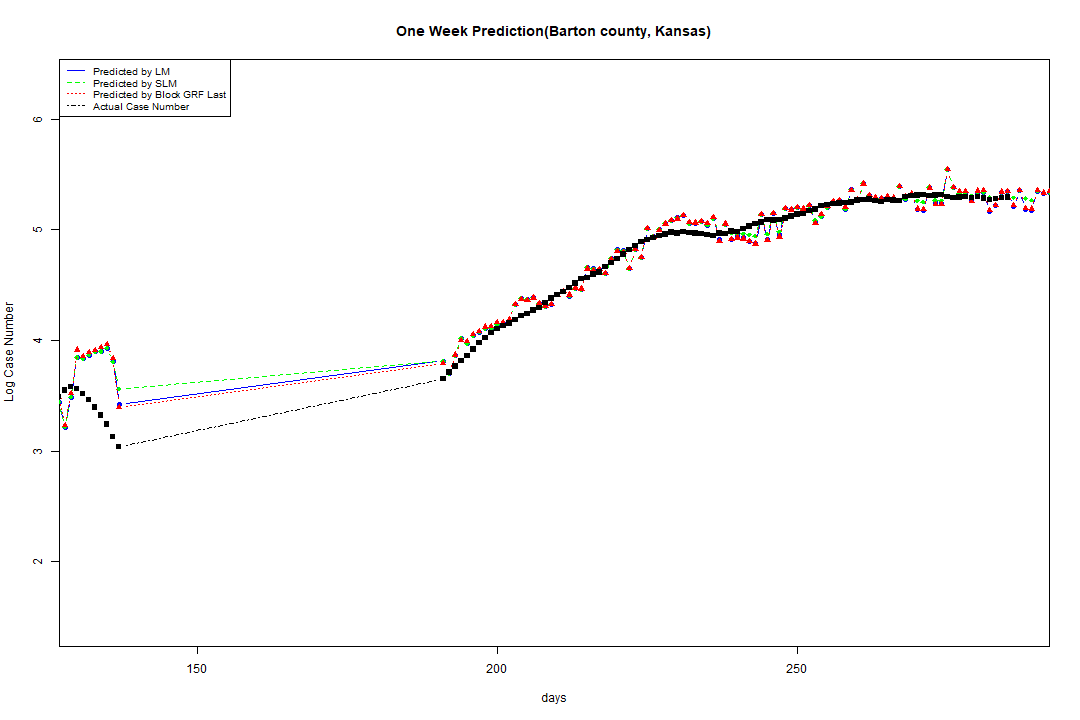 One Week Prediction(Barton county, Kansas)
Predicted by LM
Predicted by SLM
Predicted by Block GRF Last
Actual Case Number
6
5
4
3
2
Log Case Number
150
200
250
days